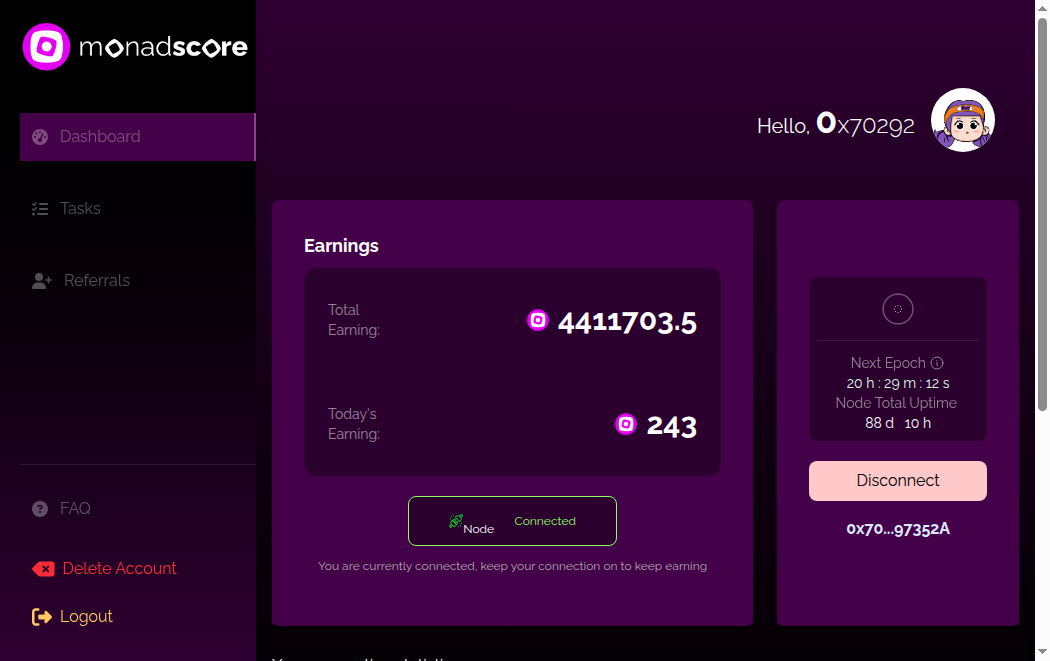 monadscore
Dashboard
Tasks
Referrals
FAQ
Delete Account
Logout
Hello, 0x70292
Earnings
Total
Earning:
4411703.5
Today's
Earning:
243
Node
Connected
You are currently connected, keep your connection on to keep earning
Next Epoch
20 h : 29 m : 12 s
Node Total Uptime
88 d 10 h
Disconnect
0x70...97352A